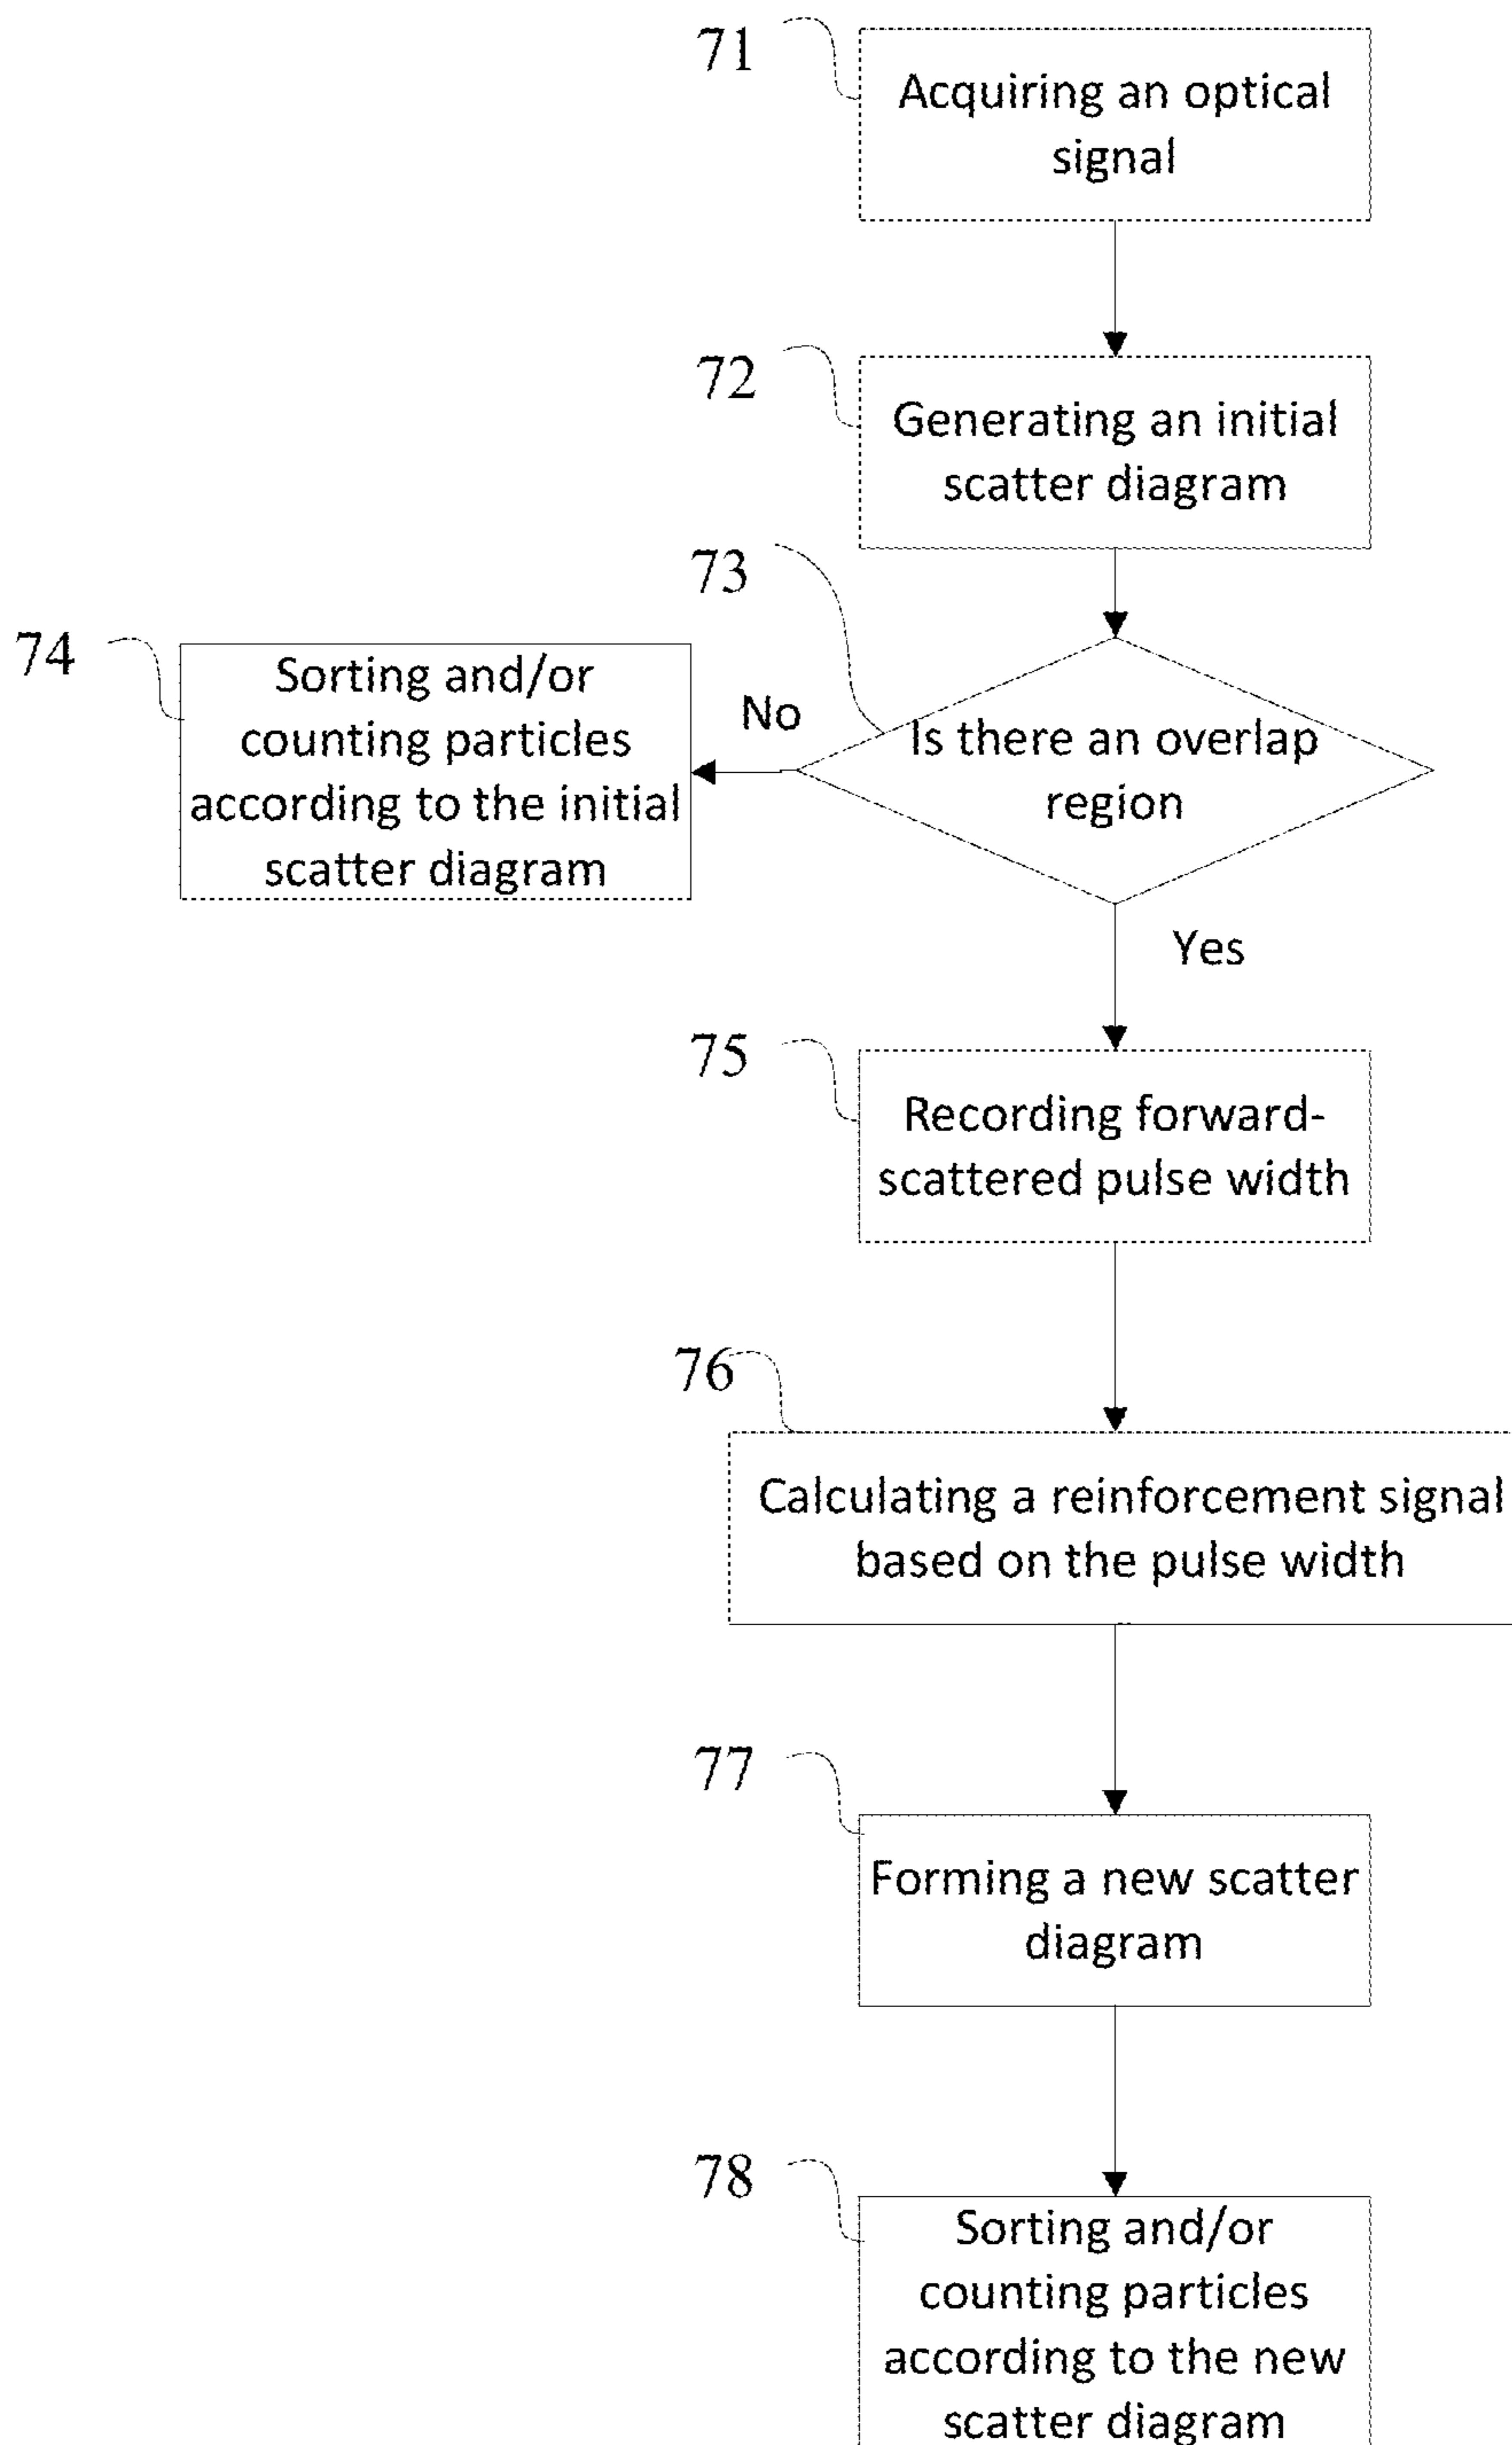 71
Acquiring an optical
signal
72
Generating an initial
scatter diagram
73
Is there an overlap
region
No
74
Sorting and/or
counting particles
according to the initial
scatter diagram
Yes
75
Recording forward-
scattered pulse width
76
Calculating a reinforcement signal
based on the pulse width
77
Forming a new scatter
diagram
78
Sorting and/or
counting particles
according to the new
scatter diagram